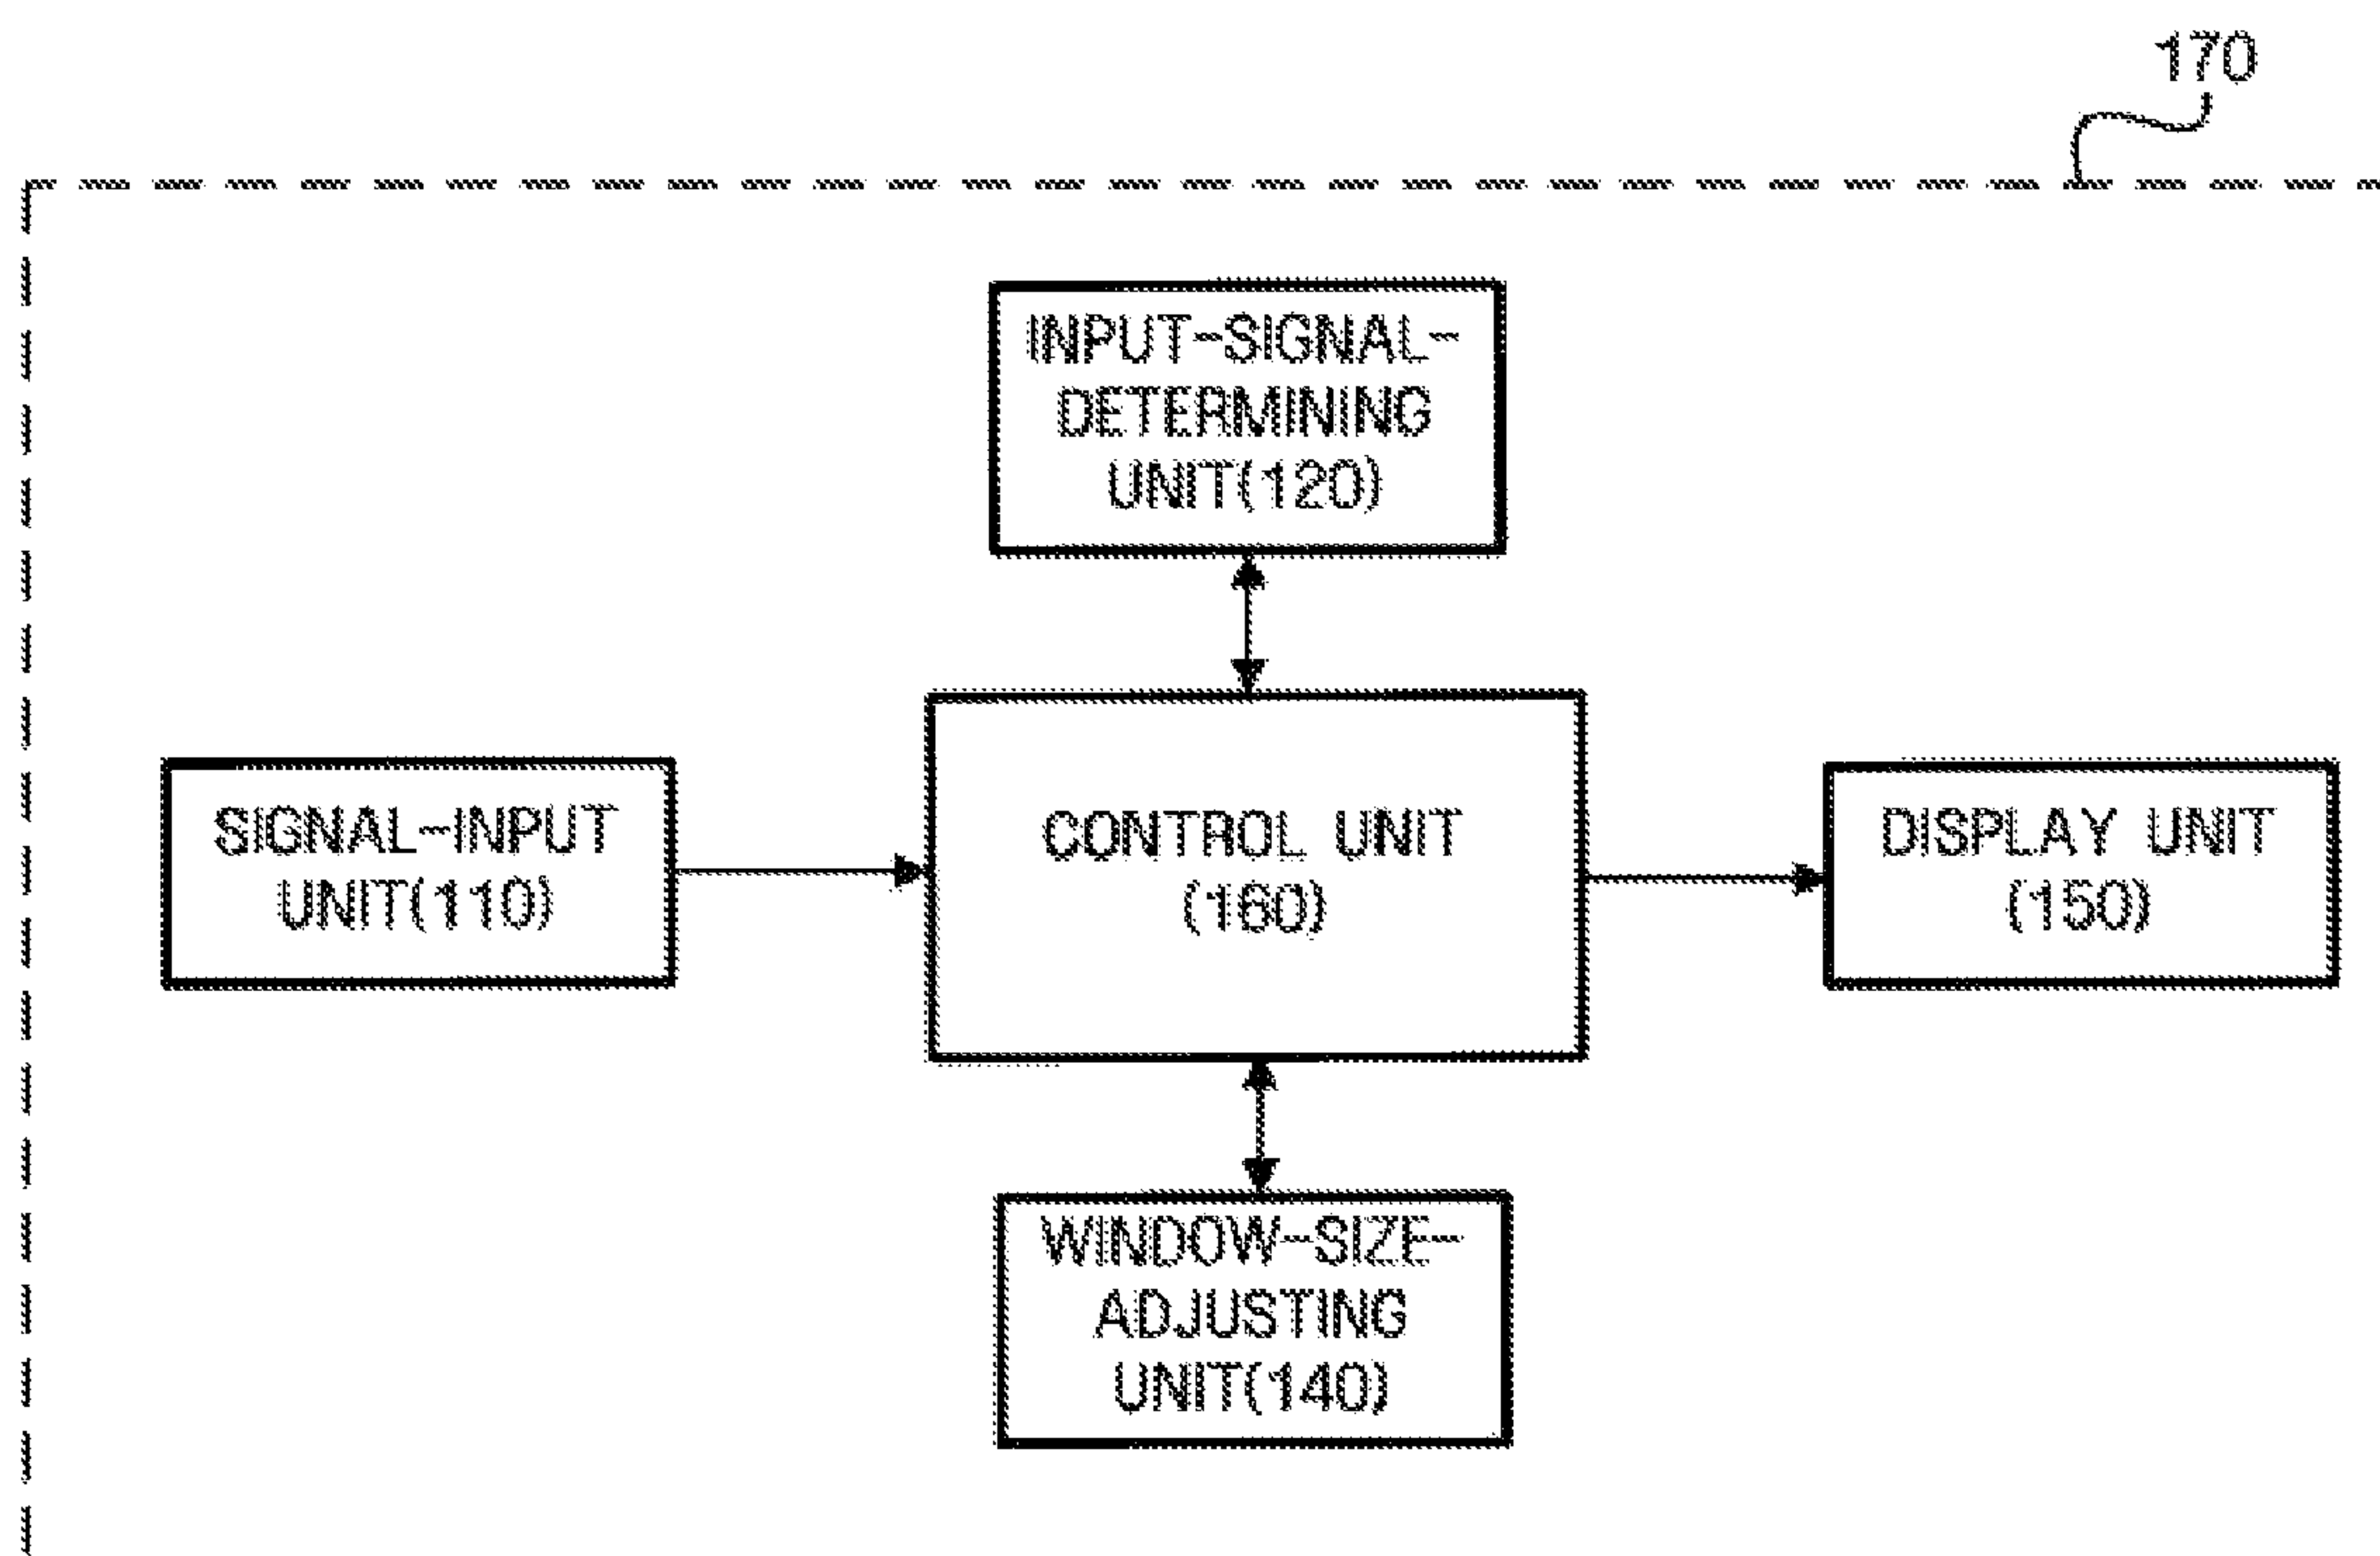 170
INPUT-SIGNAL-
DETERMINING
UNIT(120)
SIGNAL-INPUT
UNIT(110)
CONTROL UNIT
(160)
DISPLAY UNIT
(150)
WINDOW-SIZE-
ADJUSTING
UNIT(140)